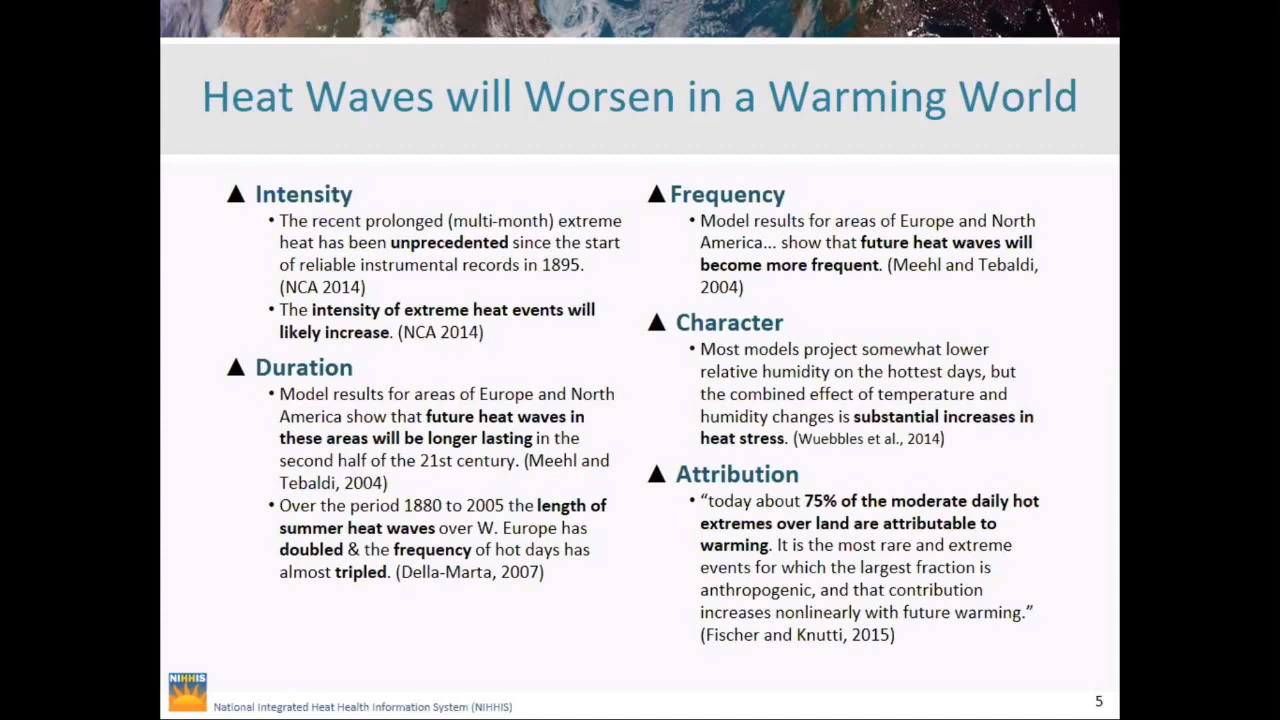 Heat Waves will Worsen in a Warming World
▲ Intensity
• The recent prolonged (multi-month) extreme
heat has been unprecedented since the start
of reliable instrumental records in 1895.
(NCA 2014)
• The intensity of extreme heat events will
likely increase. (NCA 2014)
▲ Duration
• Model results for areas of Europe and North
America show that future heat waves in
these areas will be longer lasting in the
second half of the 21st century. (Meehl and
Tebaldi, 2004)
• Over the period 1880 to 2005 the length of
summer heat waves over W. Europe has
doubled & the frequency of hot days has
almost tripled. (Della-Marta, 2007)
▲ Frequency
• Model results for areas of Europe and North
America... show that future heat waves will
become more frequent. (Meehl and Tebaldi,
2004)
▲ Character
• Most models project somewhat lower
relative humidity on the hottest days, but
the combined effect of temperature and
humidity changes is substantial increases in
heat stress. (Wuebbles et al., 2014)
▲ Attribution
• “today about 75% of the moderate daily hot
extremes over land are attributable to
warming. It is the most rare and extreme
events for which the largest fraction is
anthropogenic, and that contribution
increases nonlinearly with future warming.”
(Fischer and Knutti, 2015)
NIHHIS
National Integrated Heat Health Information System (NIHHIS)
5